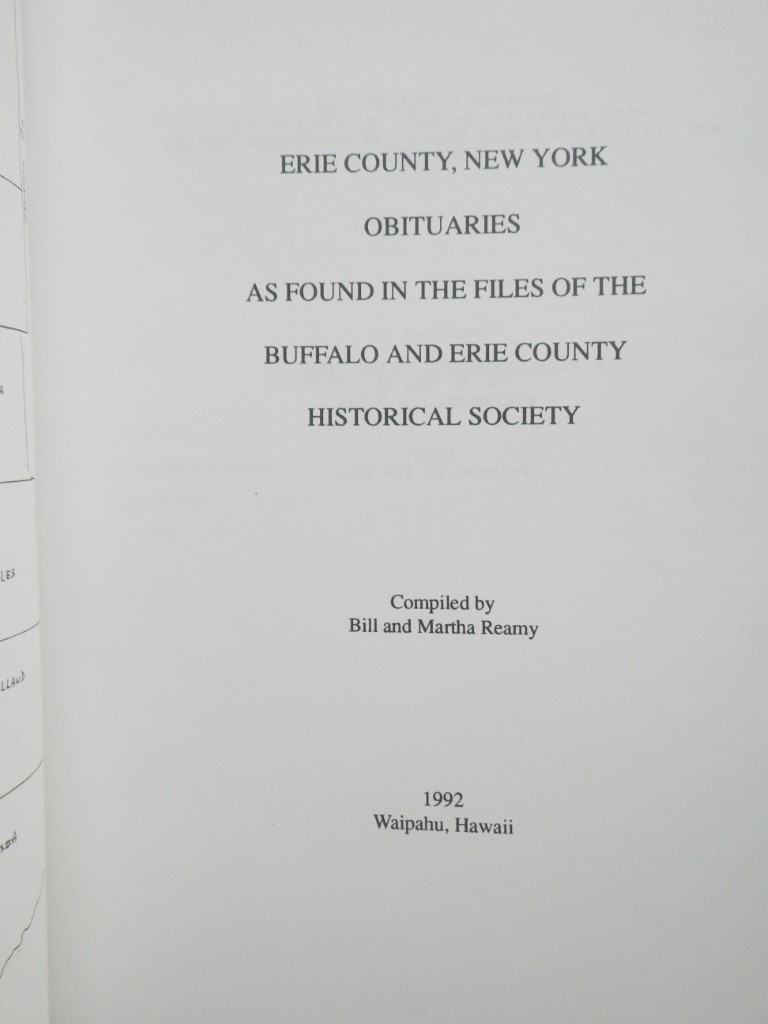 ERIE COUNTY, NEW YORK
OBITUARIES
AS FOUND IN THE FILES OF THE
BUFFALO AND ERIE COUNTY
HISTORICAL SOCIETY
Compiled by
Bill and Martha Reamy
1992
Waipahu, Hawaii